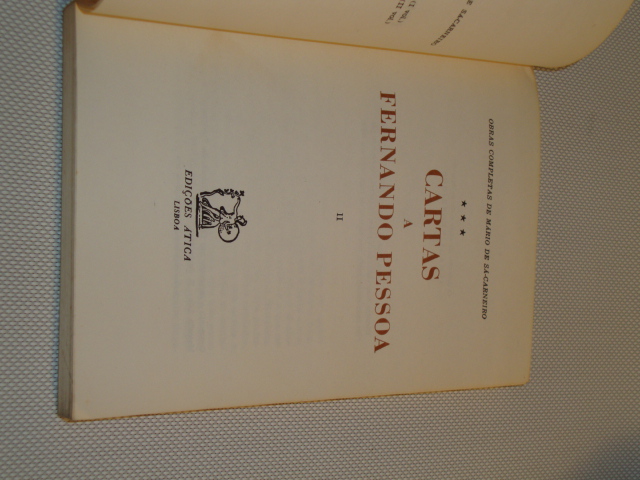 OBRAS COMPLETAS DE MÁRIO DE SÁ-CARNEIRO
CARTAS
A
FERNANDO PESSOA
II
EDIÇÕES ÁTICA
LISBOA